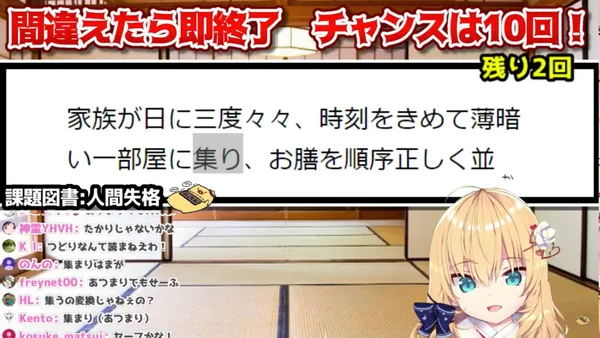 間違えたら即終了 チャンスは10回！
残り2回
家族が日に三度々々、時刻をきめて薄暗
い一部屋に集り、お膳を順序正しく並
か
課題図書:人間失格
神霊YHVH: たかりじゃないかな
K I: つどりなんて読まねえわ！
のんの: 集まりはまが
freynet00: あつまりでもせーふ
HL: 集うの変換じゃねぇの？
Kento: 集まり（あつまり）
kosuke matsui: セーフかな！